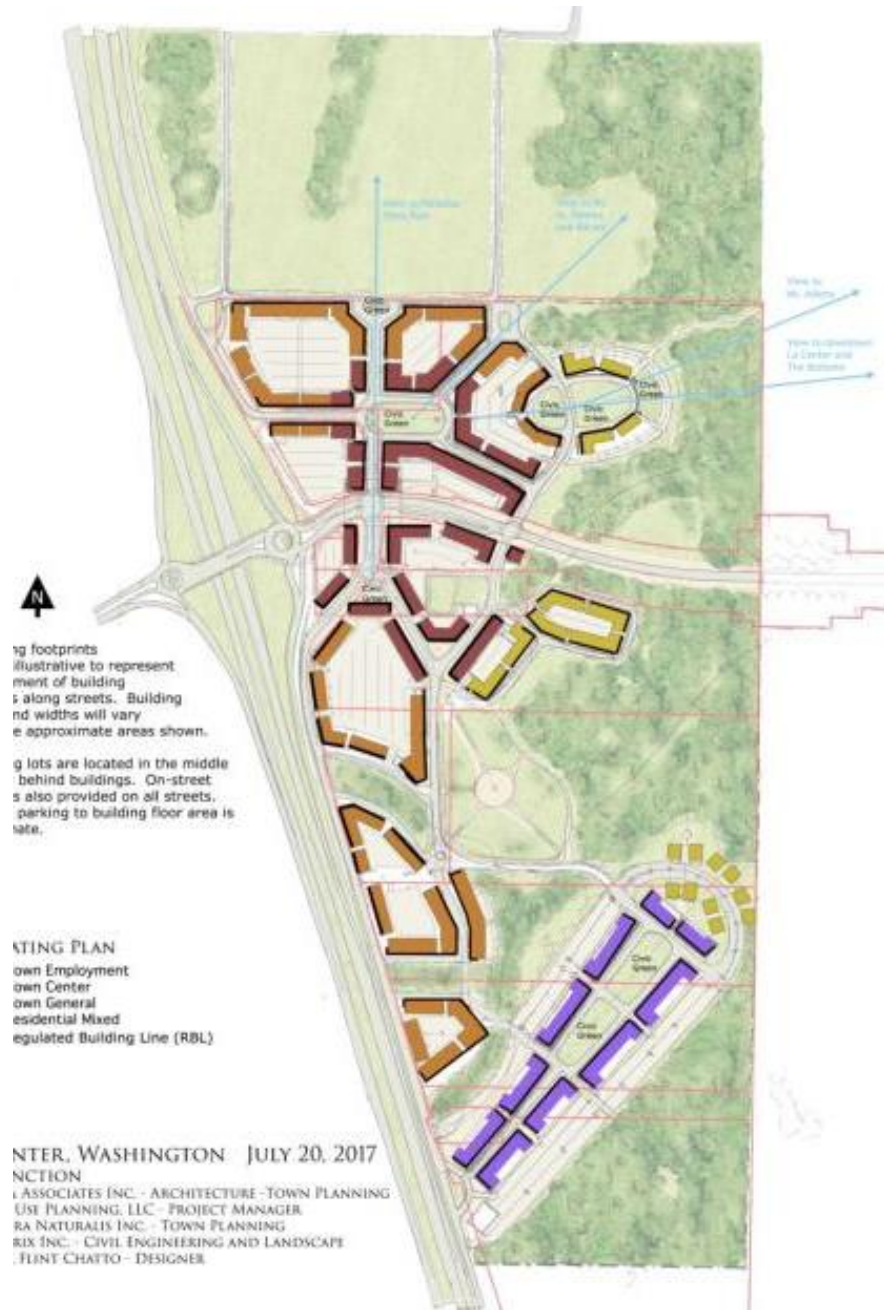 View to
Mt. Adams
View to downtown
La Center and
The Bottoms
Civic
Green
Civic
Green
Civic
Green
Civic
Green
Civic
Green
Civic
Green
N
ng footprints
illustrative to represent
ment of building
s along streets. Building
nd widths will vary
e approximate areas shown.
g lots are located in the middle
behind buildings. On-street
s also provided on all streets.
parking to building floor area is
mate.
ATING PLAN
own Employment
own Center
own General
esidential Mixed
egulated Building Line (RBL)
Civic
Green
Civic
Green
NTER, WASHINGTON JULY 20, 2017
NCTION
ASSOCIATES INC. - ARCHITECTURE - TOWN PLANNING
USE PLANNING, LLC - PROJECT MANAGER
RA NATURALIS INC. - TOWN PLANNING
RIX INC. - CIVIL ENGINEERING AND LANDSCAPE
FLINT CHATTO - DESIGNER